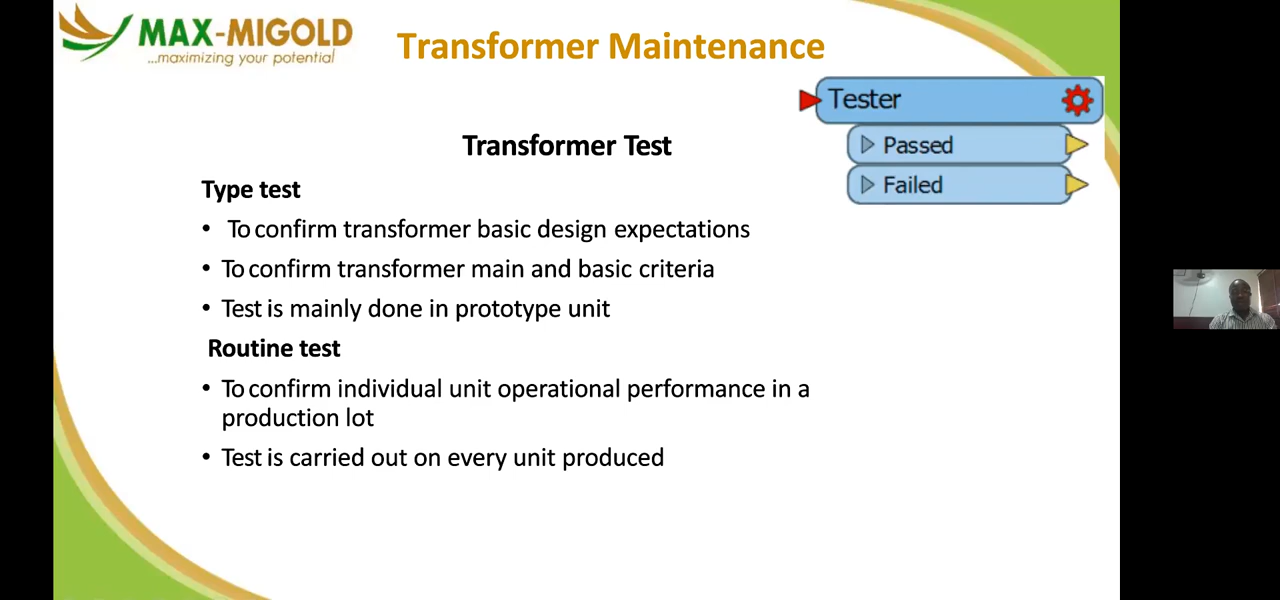 MAX-MIGOLD
...maximizing your potential
Transformer Maintenance
Tester
Passed
Failed
Transformer Test
Type test
• To confirm transformer basic design expectations
• To confirm transformer main and basic criteria
• Test is mainly done in prototype unit
Routine test
• To confirm individual unit operational performance in a
production lot
• Test is carried out on every unit produced